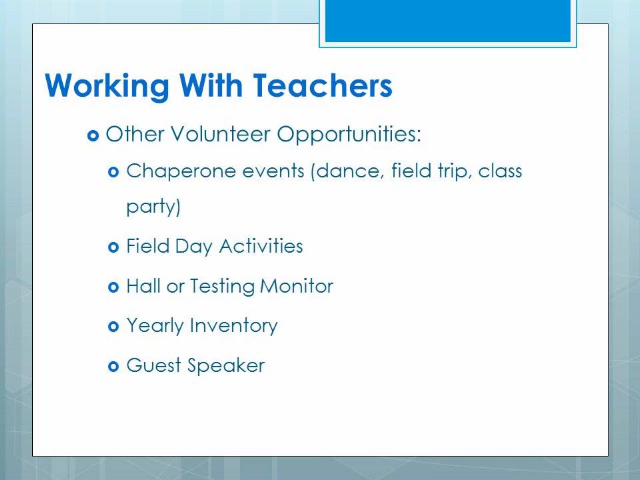 Working With Teachers
Other Volunteer Opportunities:
Chaperone events (dance, field trip, class
party)
Field Day Activities
Hall or Testing Monitor
Yearly Inventory
Guest Speaker